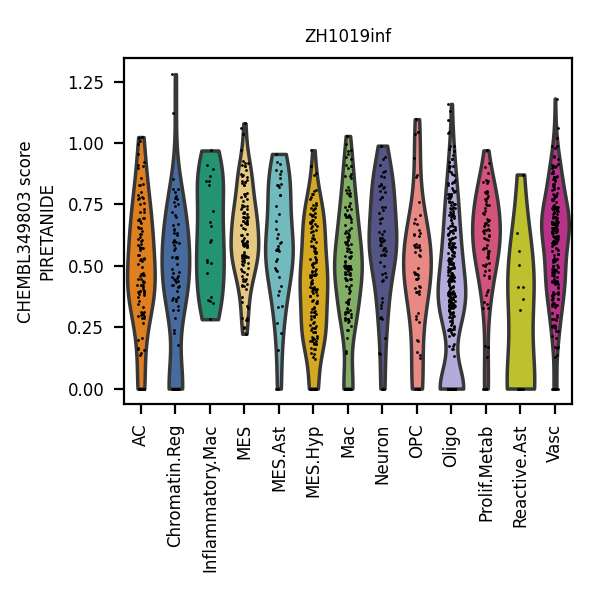 ZH1019inf
CHEMBL349803 score
PIRETANIDE
1.25
1.00
0.75
0.50
0.25
0.00
AC
Chromatin.Reg
Inflammatory.Mac
MES
MES.Ast
MES.Hyp
Mac
Neuron
OPC
Oligo
Prolif.Metab
Reactive.Ast
Vasc